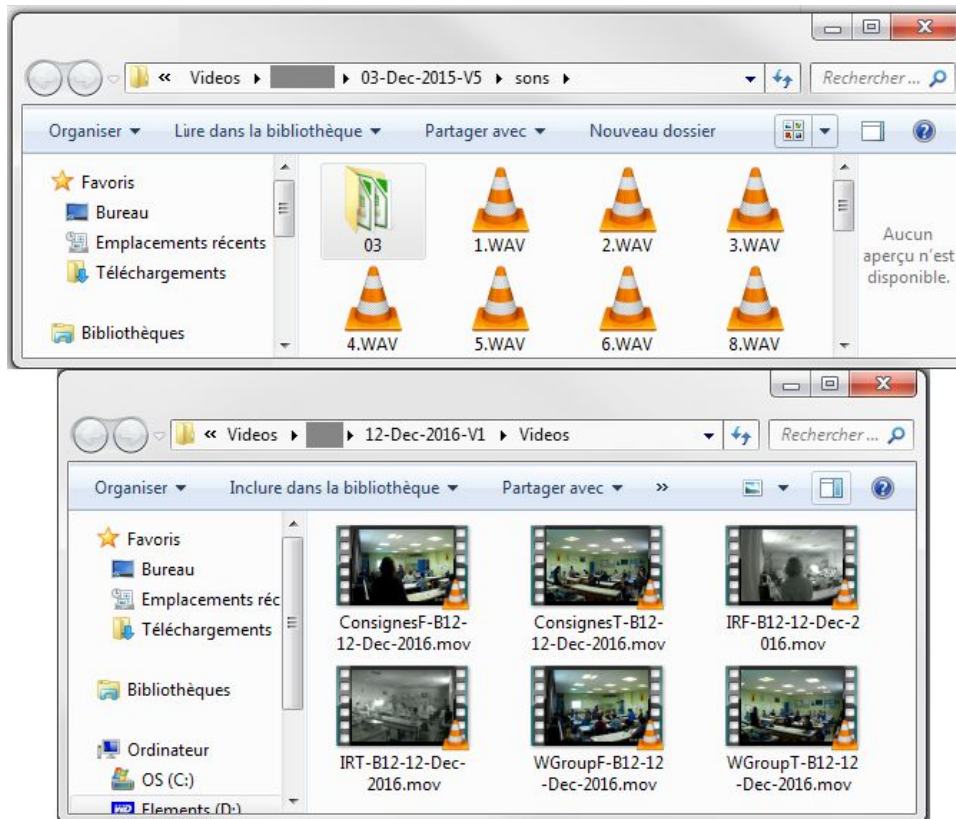 « Videos ▸ ▸ 03-Dec-2015-V5 ▸ sons ▸
Rechercher ...
Organiser ▾ Lire dans la bibliothèque ▾ Partager avec ▾ Nouveau dossier
Favoris
Bureau
Emplacements récents
Téléchargements
Bibliothèques
03
1.WAV
2.WAV
3.WAV
4.WAV
5.WAV
6.WAV
8.WAV
Aucun
aperçu n'est
disponible.
« Videos ▸ ▸ 12-Dec-2016-V1 ▸ Videos
Rechercher ...
Organiser ▾ Inclure dans la bibliothèque ▾ Partager avec ▾ »
Favoris
Bureau
Emplacements réc
Téléchargements
Bibliothèques
Ordinateur
OS (C:)
WD Elements (D:)
ConsignesF-B12-
12-Dec-2016.mov
ConsignesT-B12-
12-Dec-2016.mov
IRF-B12-12-Dec-2
016.mov
IRT-B12-12-Dec-
2016.mov
WGroupF-B12-12
-Dec-2016.mov
WGroupT-B12-12
-Dec-2016.mov